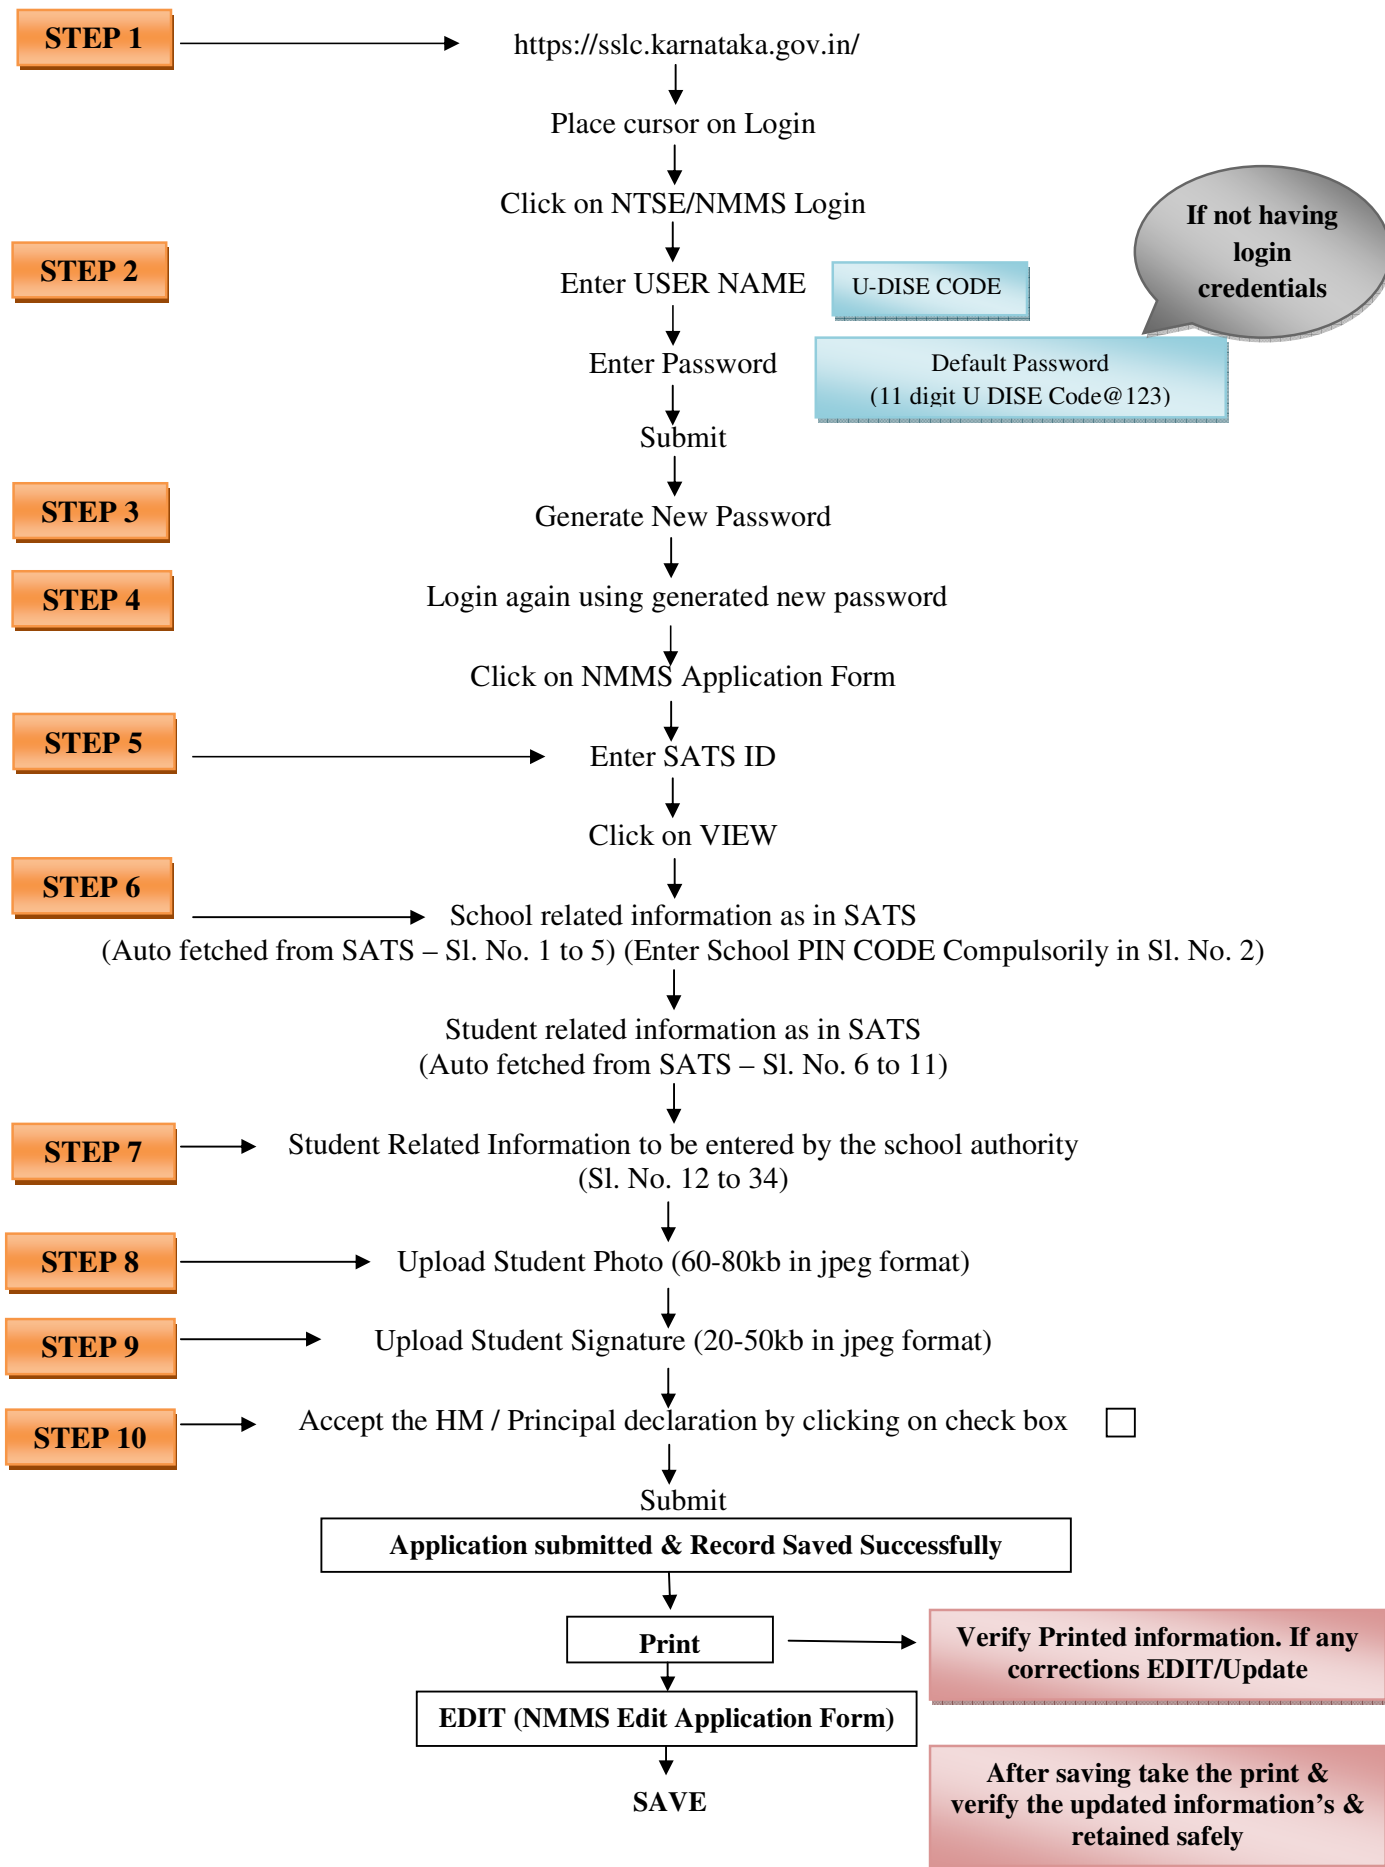 STEP 1
https://sslc.karnataka.gov.in/
Place cursor on Login
Click on NTSE/NMMS Login
If not having
login
credentials
STEP 2
Enter USER NAME
U-DISE CODE
Enter Password
Default Password
(11 digit U DISE Code@123)
Submit
STEP 3
Generate New Password
STEP 4
Login again using generated new password
Click on NMMS Application Form
STEP 5
Enter SATS ID
Click on VIEW
STEP 6
School related information as in SATS
(Auto fetched from SATS – Sl. No. 1 to 5) (Enter School PIN CODE Compulsorily in Sl. No. 2)
Student related information as in SATS
(Auto fetched from SATS – Sl. No. 6 to 11)
STEP 7
Student Related Information to be entered by the school authority
(Sl. No. 12 to 34)
STEP 8
Upload Student Photo (60-80kb in jpeg format)
STEP 9
Upload Student Signature (20-50kb in jpeg format)
STEP 10
Accept the HM / Principal declaration by clicking on check box
Submit
Application submitted & Record Saved Successfully
Print
Verify Printed information. If any
corrections EDIT/Update
EDIT (NMMS Edit Application Form)
SAVE
After saving take the print &
verify the updated information’s &
retained safely